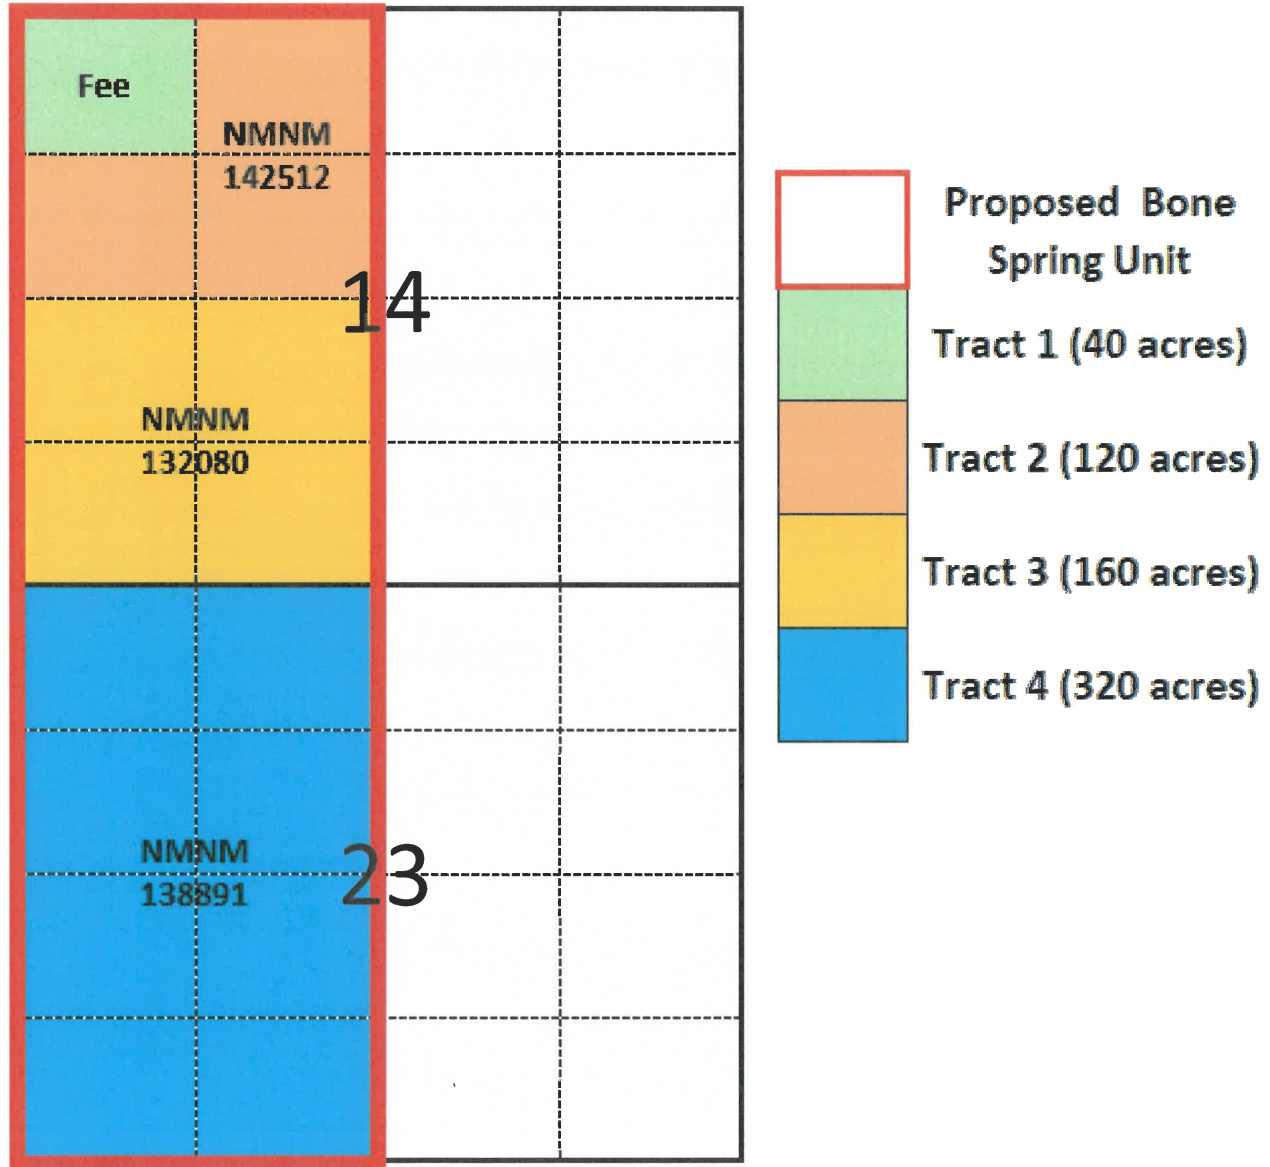 Fee
NMNM
142512
14
NMNM
132080
NMNM
138891
23
Proposed Bone
Spring Unit
Tract 1 (40 acres)
Tract 2 (120 acres)
Tract 3 (160 acres)
Tract 4 (320 acres)